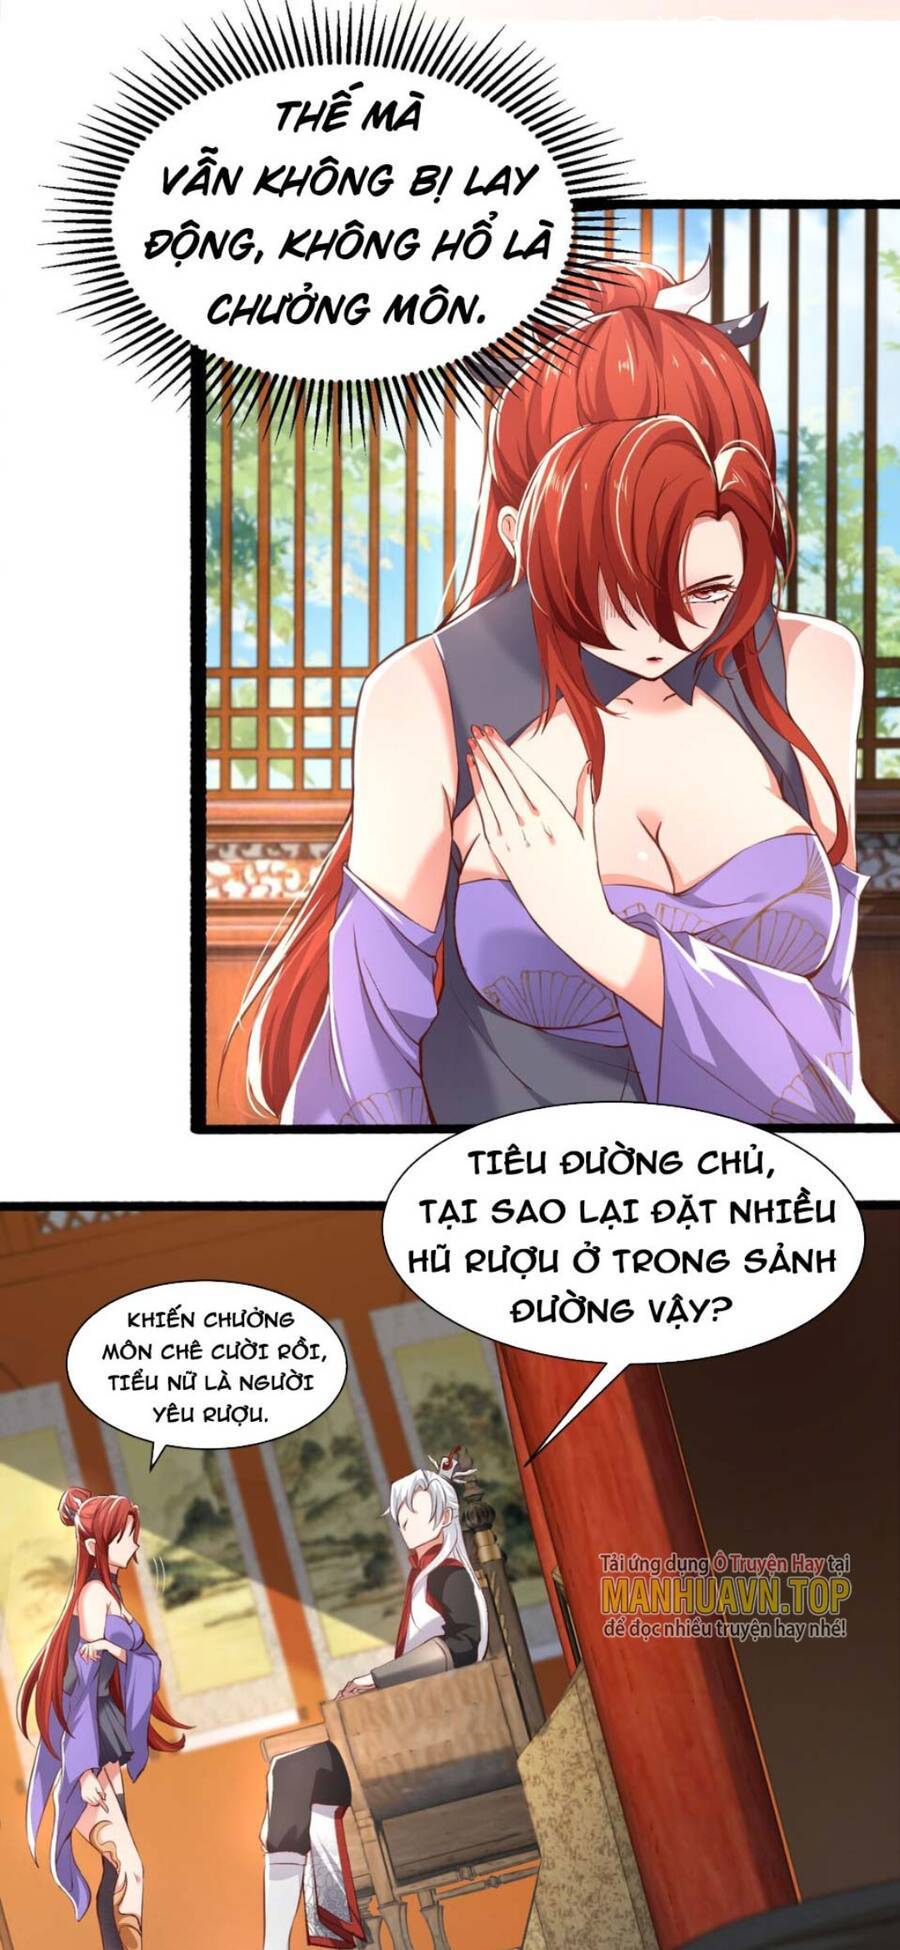 THẾ MÀ
VẪN KHÔNG BỊ LAY
ĐỘNG, KHÔNG HỔ LÀ
CHƯỞNG MÔN.
TIÊU ĐƯỜNG CHỦ,
TẠI SAO LẠI ĐẶT NHIỀU
HŨ RƯỢU Ở TRONG SẢNH
ĐƯỜNG VẬY?
KHIẾN CHƯỞNG
MÔN CHÊ CƯỜI RỒI,
TIỂU NỮ LÀ NGƯỜI
YÊU RƯỢU.
Tải ứng dụng Ô Truyện Hay tại
MANHUAVN.TOP
để đọc nhiều truyện hay nhé!